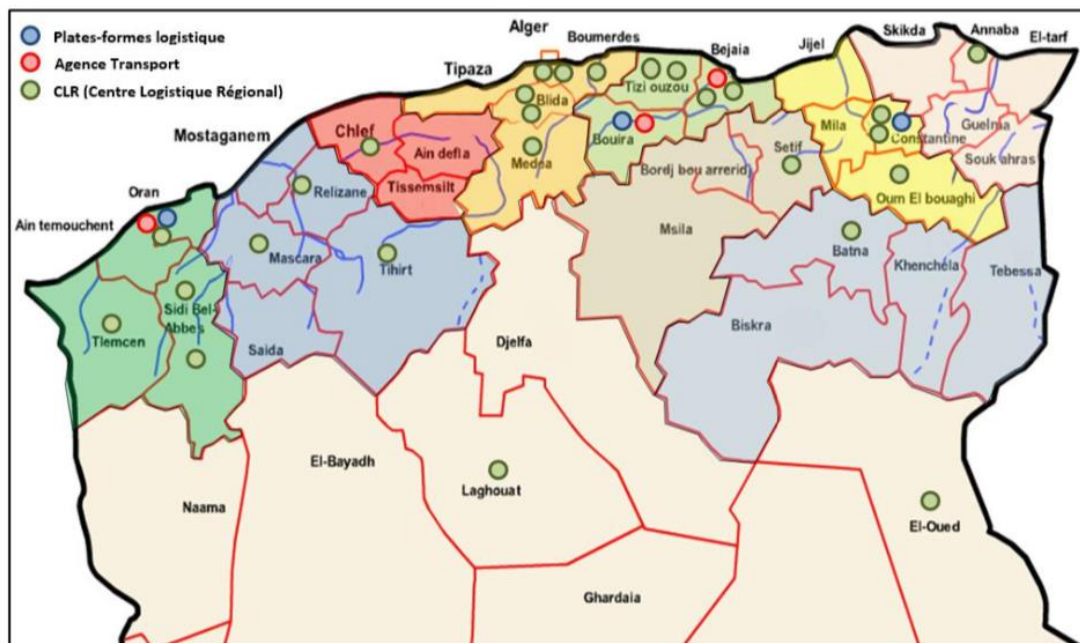 Plates-formes logistique
Agence Transport
CLR (Centre Logistique Régional)
Alger
Boumerdes
Bejaia
Jijel
Skikda
Annaba
El-tarf
Tipaza
Tizi ouzou
Blida
Mostaganem
Chlef
Bouira
Mila
Constantine
Guelma
Ain defla
Medea
Setif
Souk ahras
Bordj bou arrerid)
Oran
Relizane
Tissemsilt
Oum El bouaghi
Ain temouchent
Msila
Mascara
Tihirt
Batna
Khenchela
Tebessa
Sidi Bel-
Abbes
Tlemcen
Biskra
Saida
Djelfa
El-Bayadh
Laghouat
Naama
El-Oued
Ghardaia